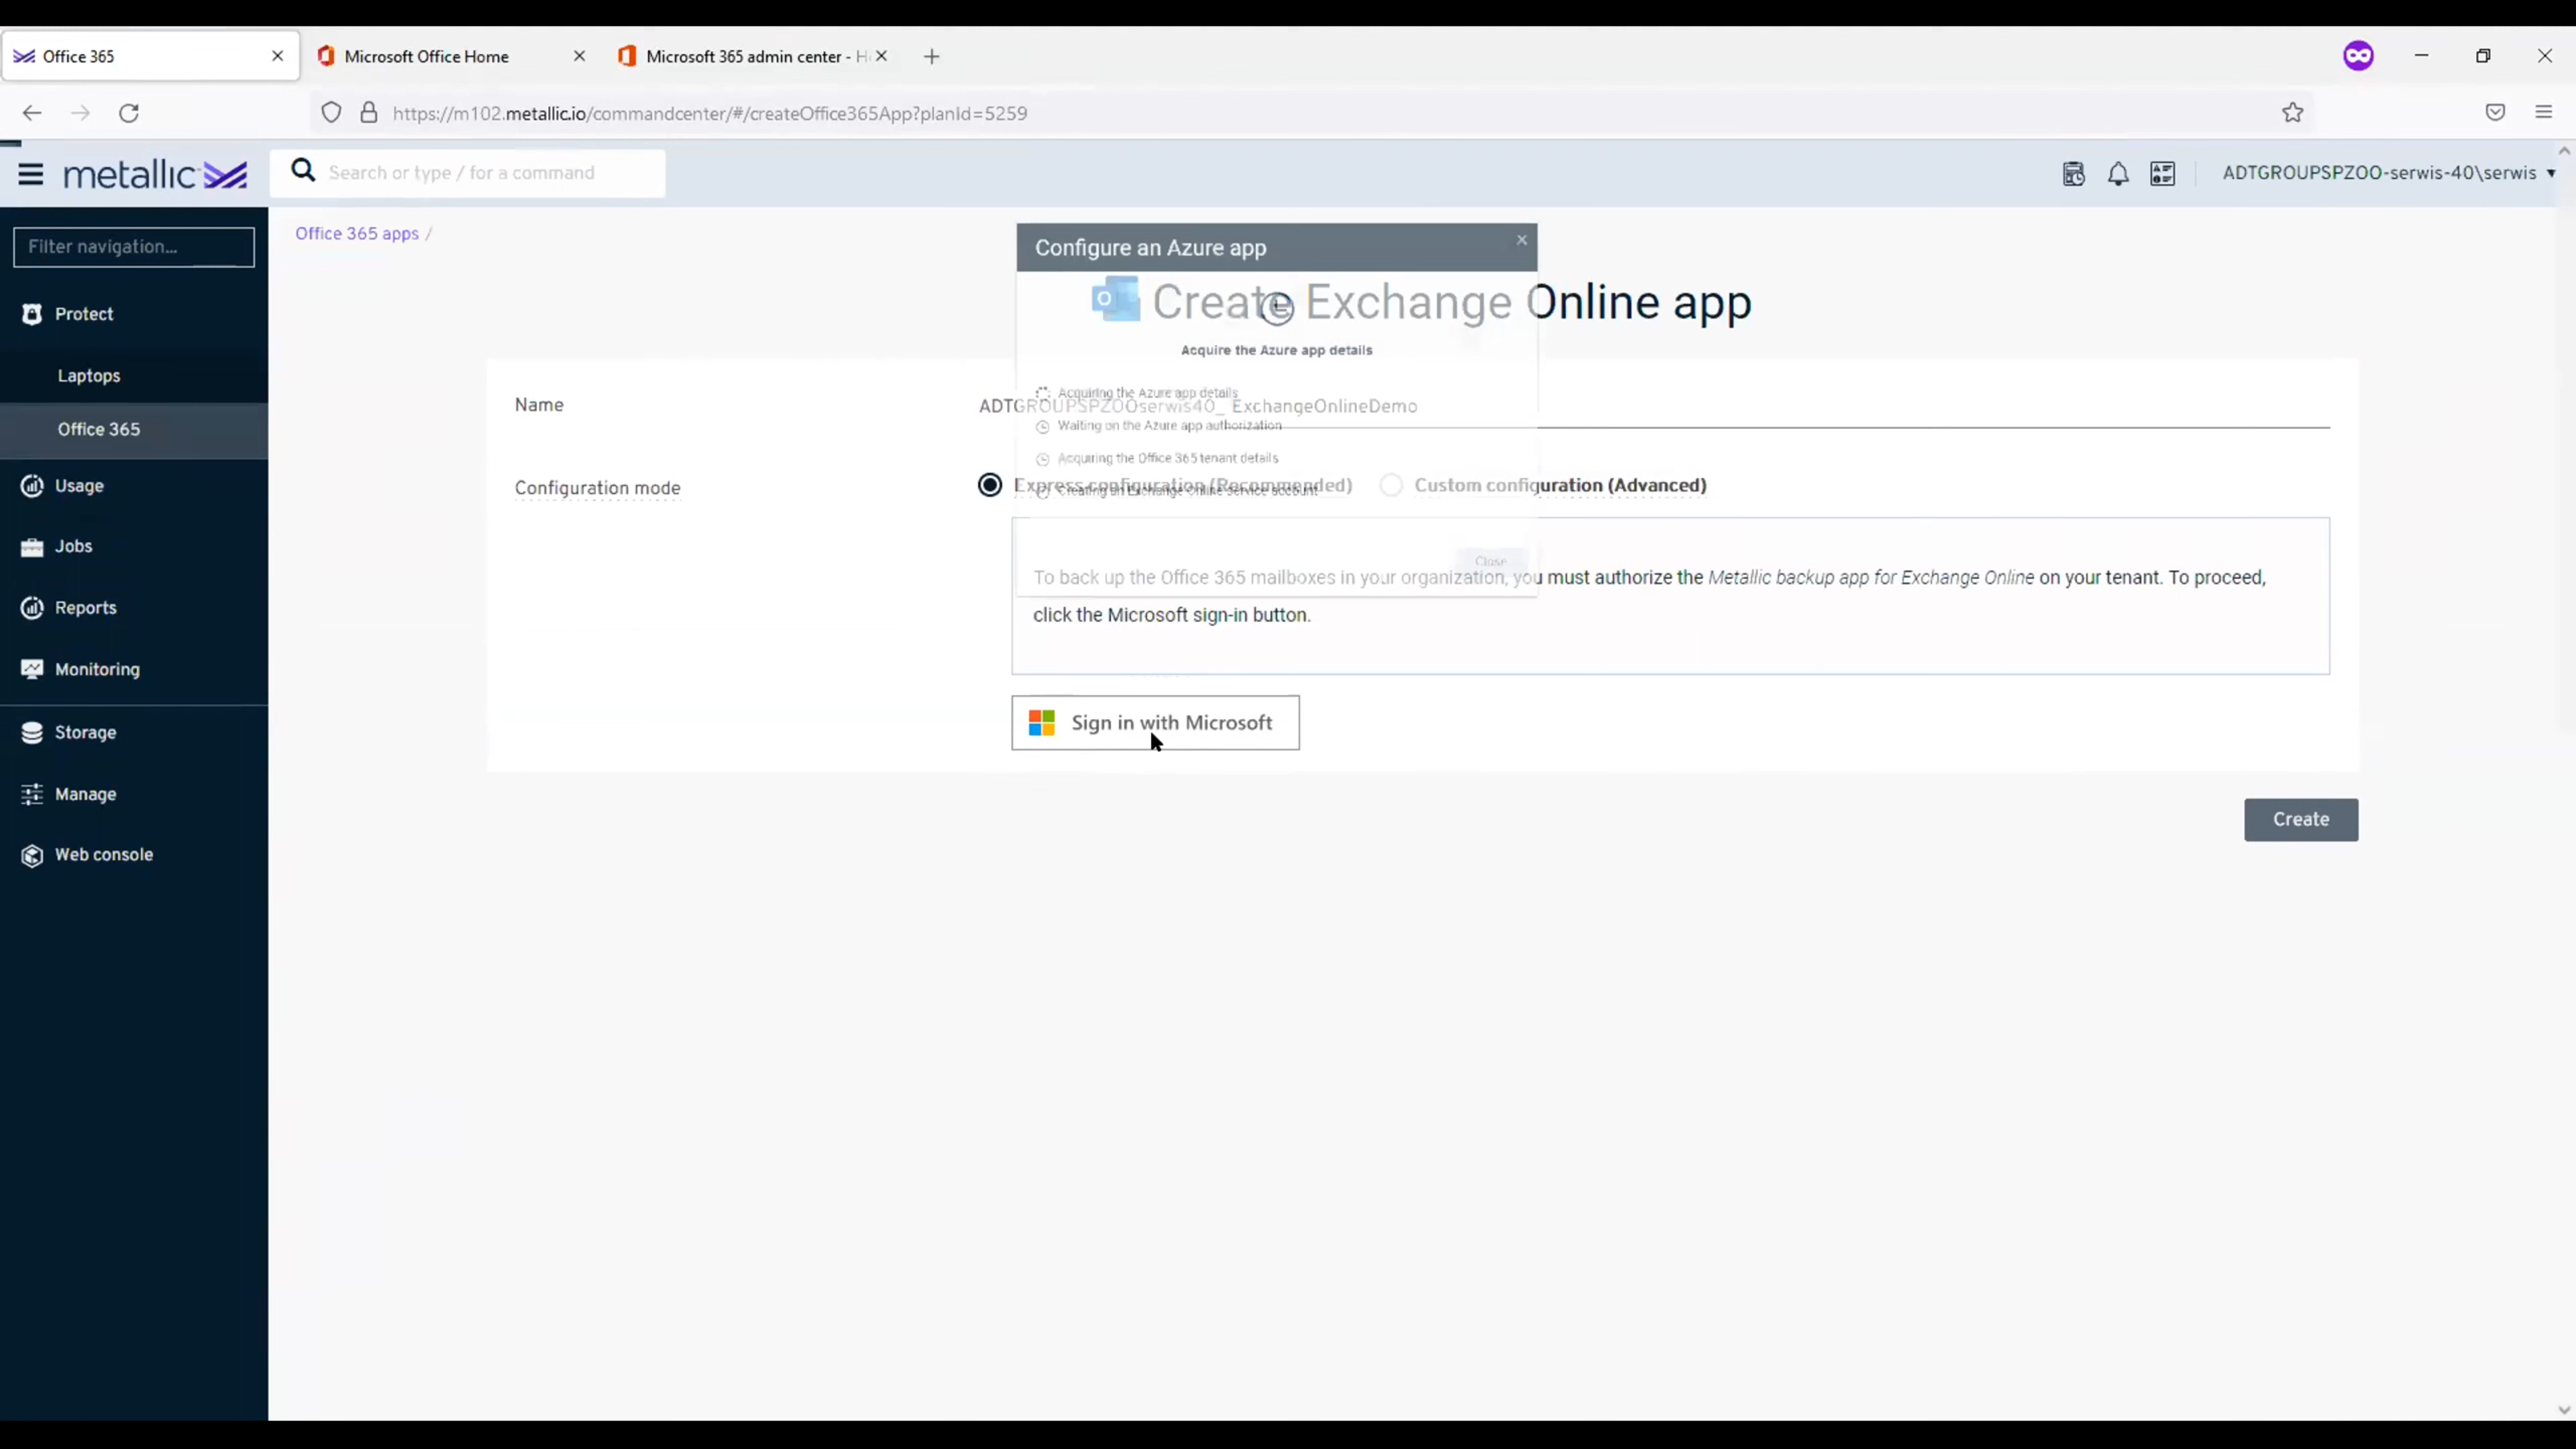 Office 365
Microsoft Office Home
Microsoft 365 admin center - H
https://m102.metallic.io/commandcenter/#/createOffice365App?planId=5259
metallic
Search or type / for a command
ADTGROUPSPZOO-serwis-40\serwis
Filter navigation...
Protect
Laptops
Office 365
Usage
Jobs
Reports
Monitoring
Storage
Manage
Web console
Office 365 apps /
Configure an Azure app
Create Exchange Online app
Acquire the Azure app details
Acquiring the Azure app details
Name
ADTGROUPSPZOOserwis40_ ExchangeOnlineDemo
Waiting on the Azure app authorization
Acquiring the Office 365 tenant details
Configuration mode
Express configuration (Recommended)
Custom configuration (Advanced)
Creating an Exchange Online service account
Close
To back up the Office 365 mailboxes in your organization, you must authorize the Metallic backup app for Exchange Online on your tenant. To proceed,
click the Microsoft sign-in button.
Sign in with Microsoft
Create